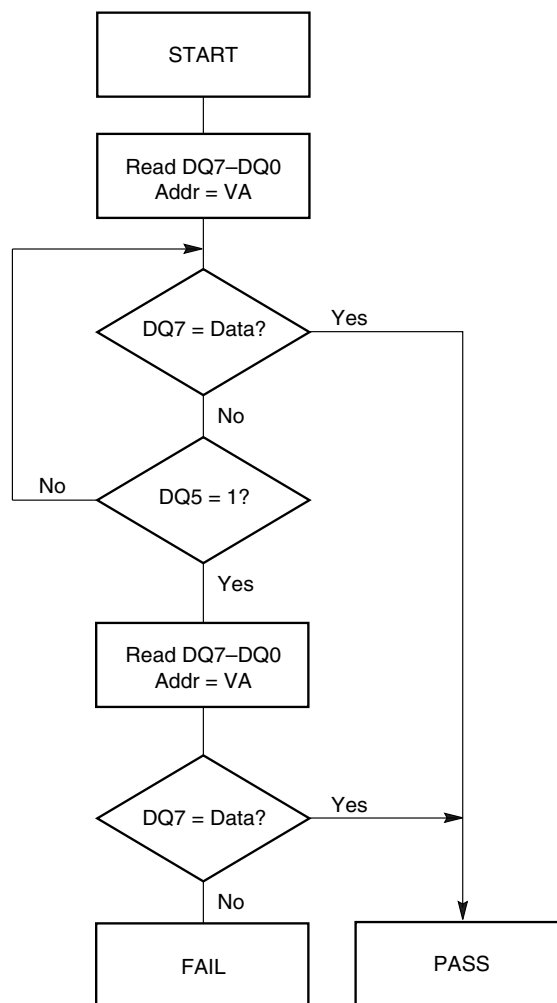 START
Read DQ7–DQ0
Addr = VA
DQ7 = Data?
Yes
No
No
DQ5 = 1?
Yes
Read DQ7–DQ0
Addr = VA
DQ7 = Data?
Yes
No
FAIL
PASS